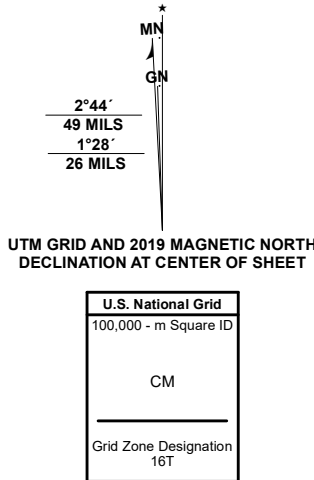 MN
GN
2°44´
49 MILS
1°28´
26 MILS
UTM GRID AND 2019 MAGNETIC NORTH
DECLINATION AT CENTER OF SHEET
U.S. National Grid
100,000 - m Square ID
CM
Grid Zone Designation
16T